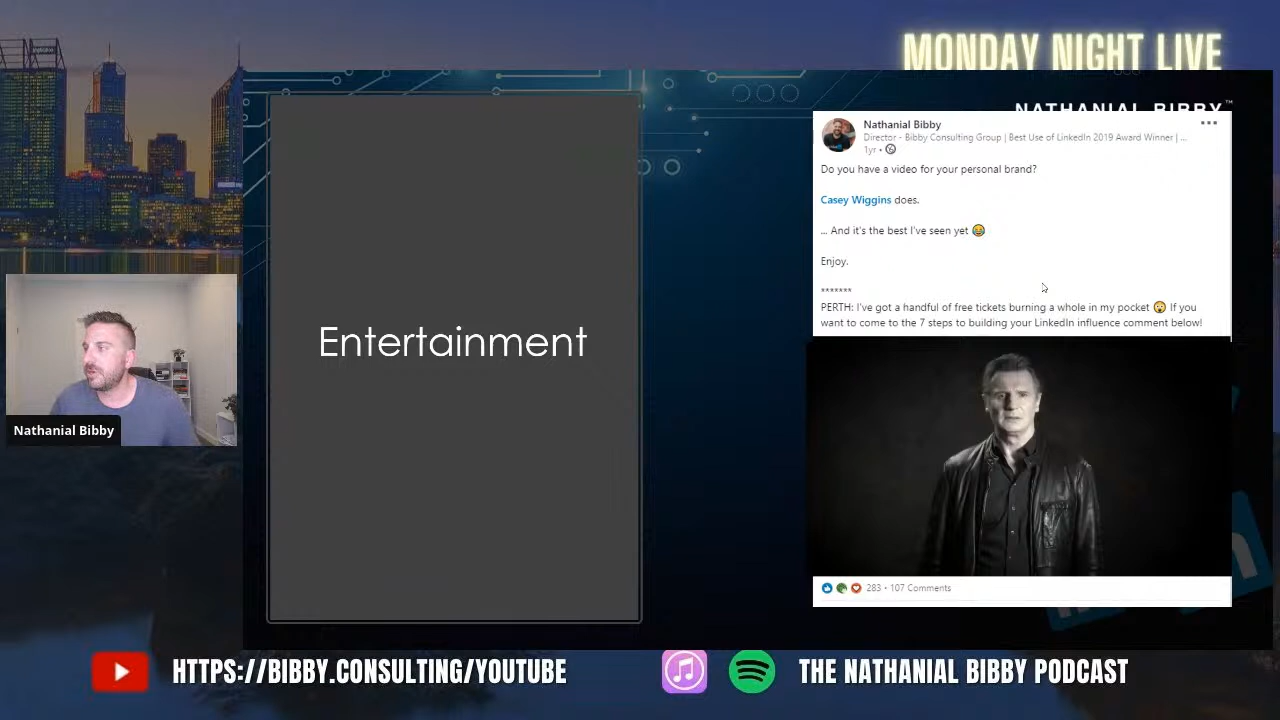 MONDAY NIGHT LIVE
NATHANIAL BIBBY™
Nathanial Bibby
Director - Bibby Consulting Group | Best Use of LinkedIn 2019 Award Winner | ...
1yr •
Do you have a video for your personal brand?
Casey Wiggins does.
... And it's the best I've seen yet 😂
Enjoy.
*******
PERTH: I've got a handful of free tickets burning a whole in my pocket 😲 If you
want to come to the 7 steps to building your LinkedIn influence comment below!
Entertainment
Nathanial Bibby
283 • 107 Comments
HTTPS://BIBBY.CONSULTING/YOUTUBE
THE NATHANIAL BIBBY PODCAST